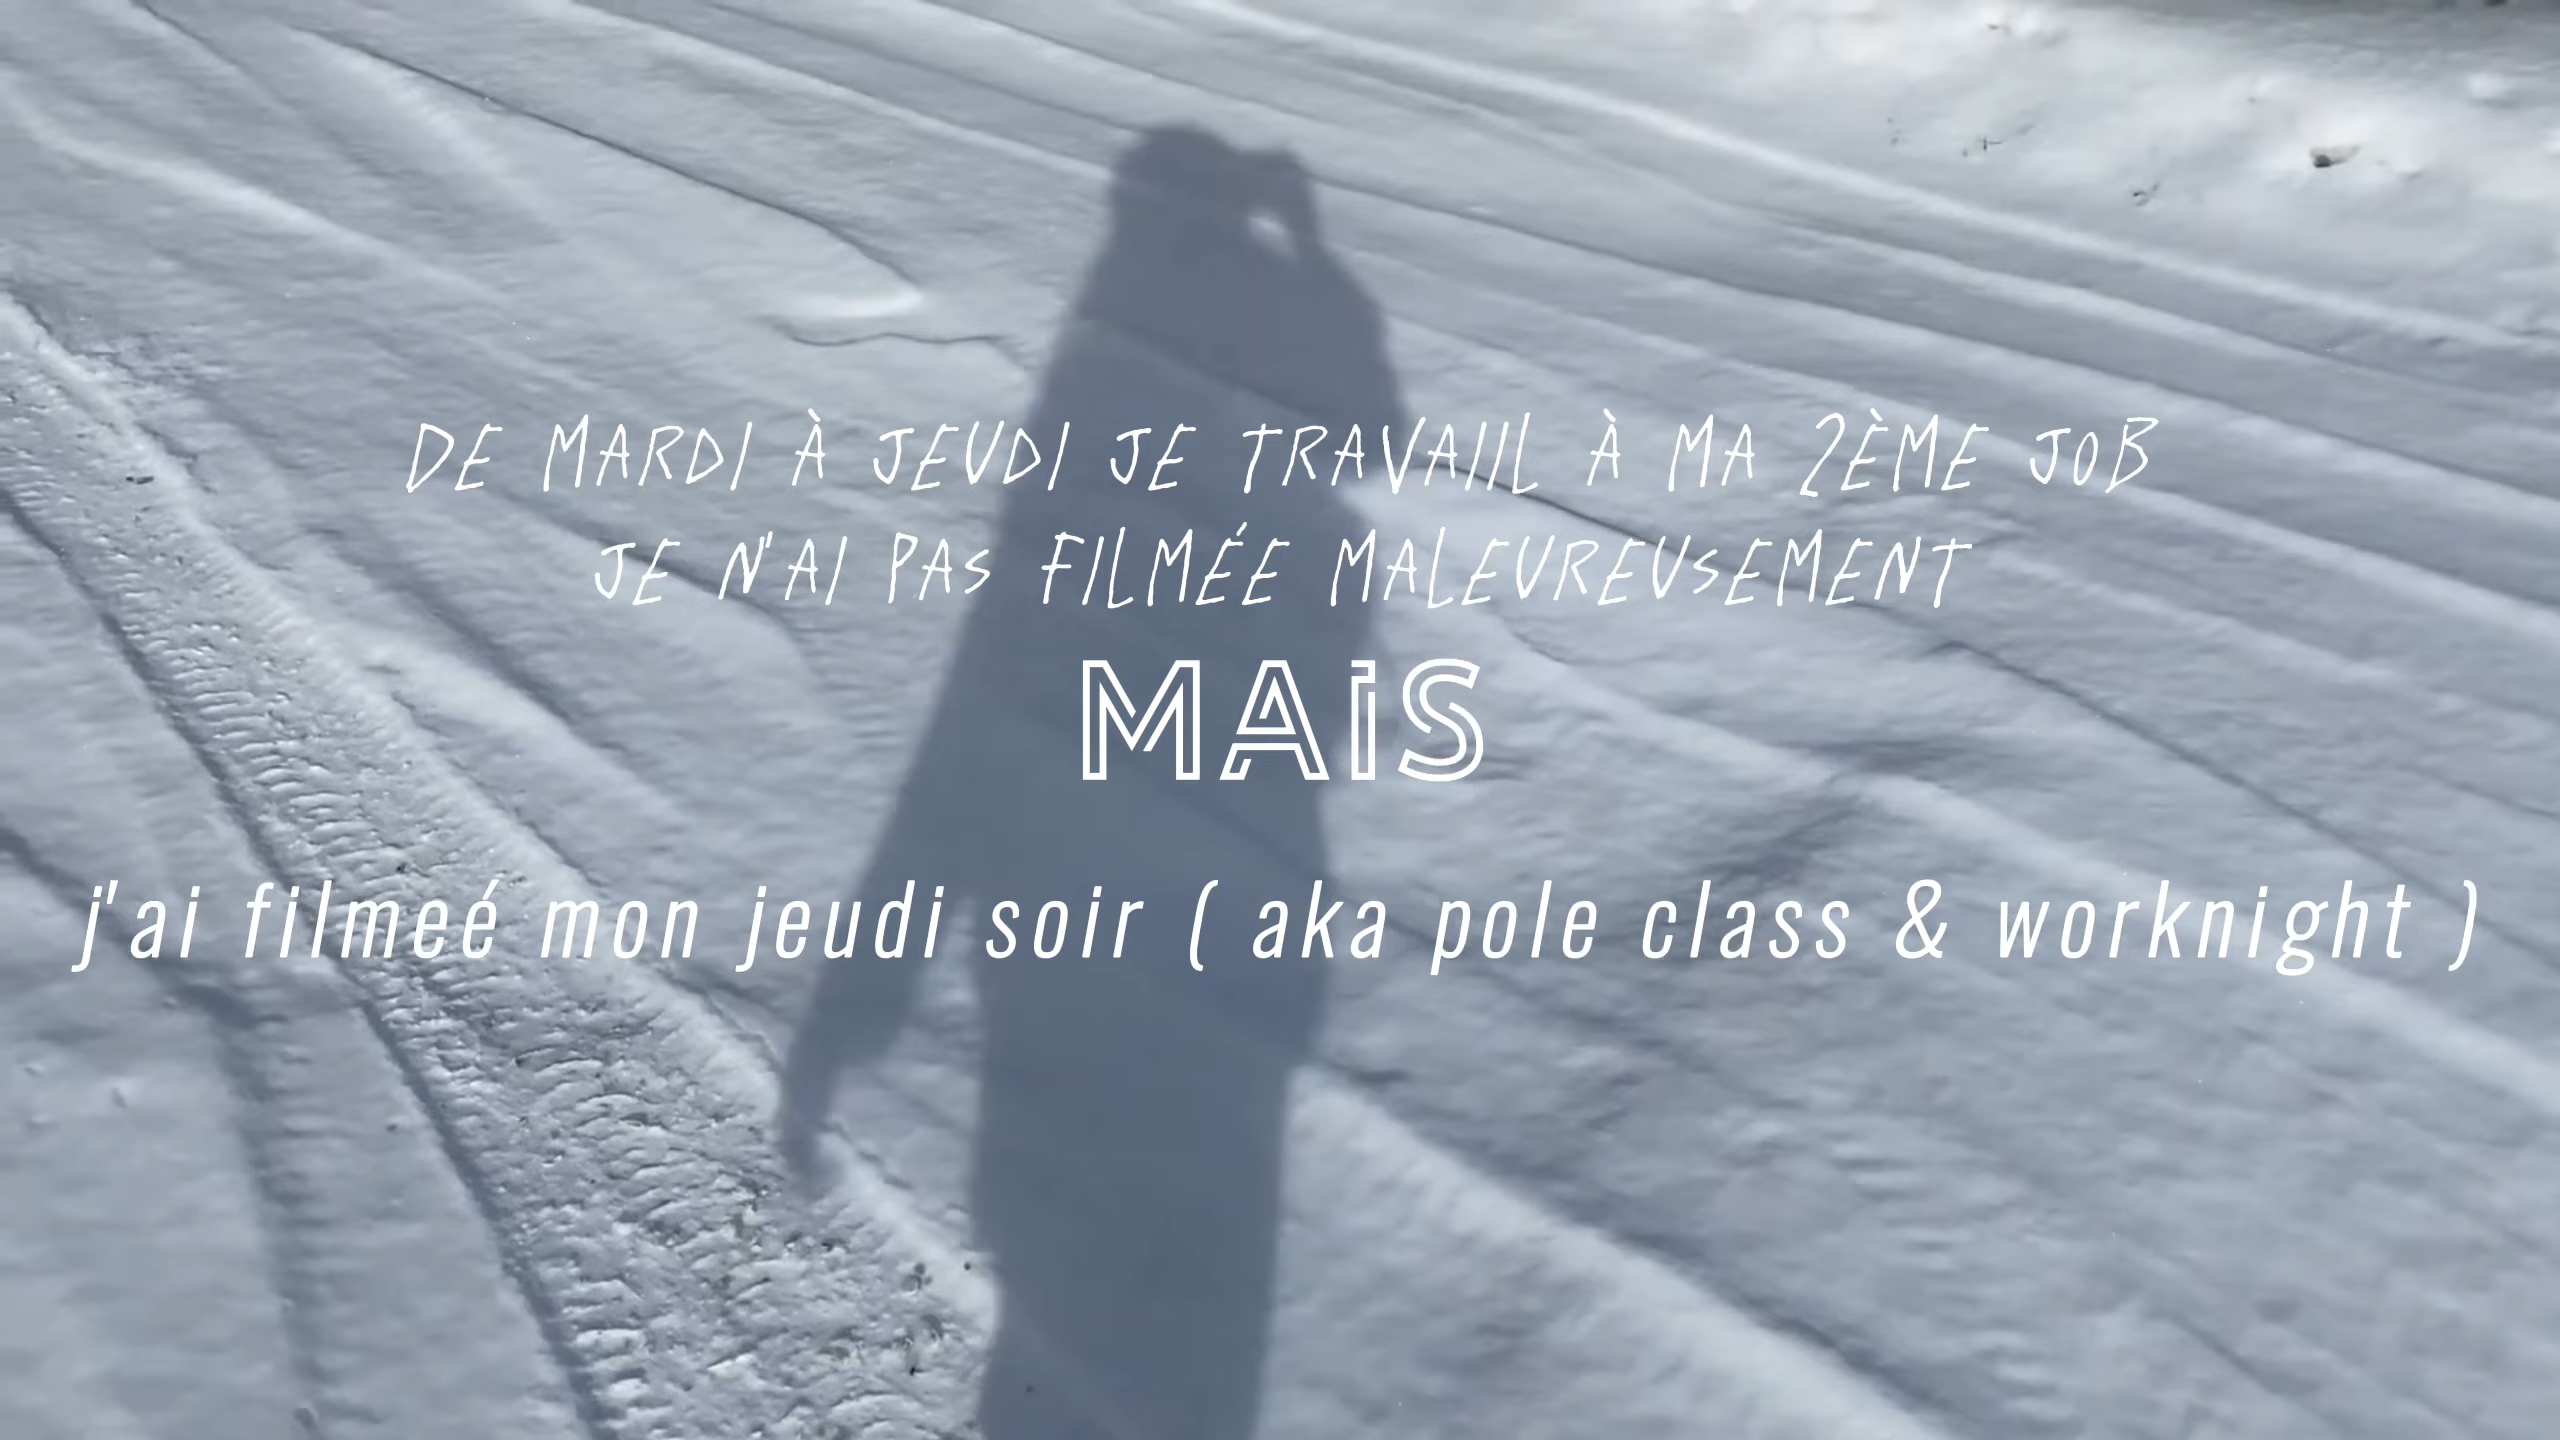 DE MARDI À JEUDI JE TRAVAIIL À MA 2ÈME JOB
JE N'AI PAS FILMÉE MALEUREUSEMENT
MAiS
j'ai filmeé mon jeudi soir ( aka pole class & worknight )